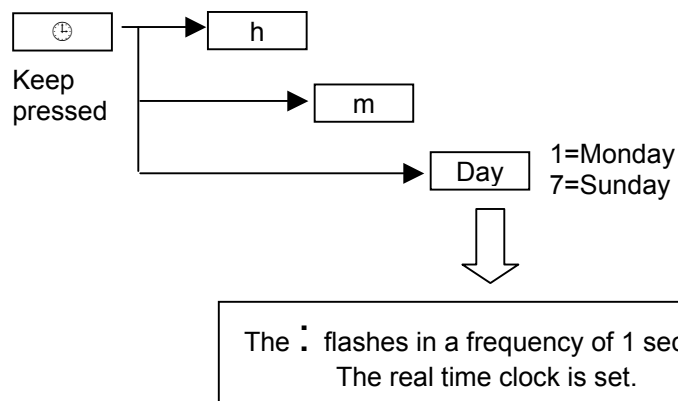 🕒
h
Keep
pressed
m
Day
1=Monday
7=Sunday
The : flashes in a frequency of 1 sec
The real time clock is set.